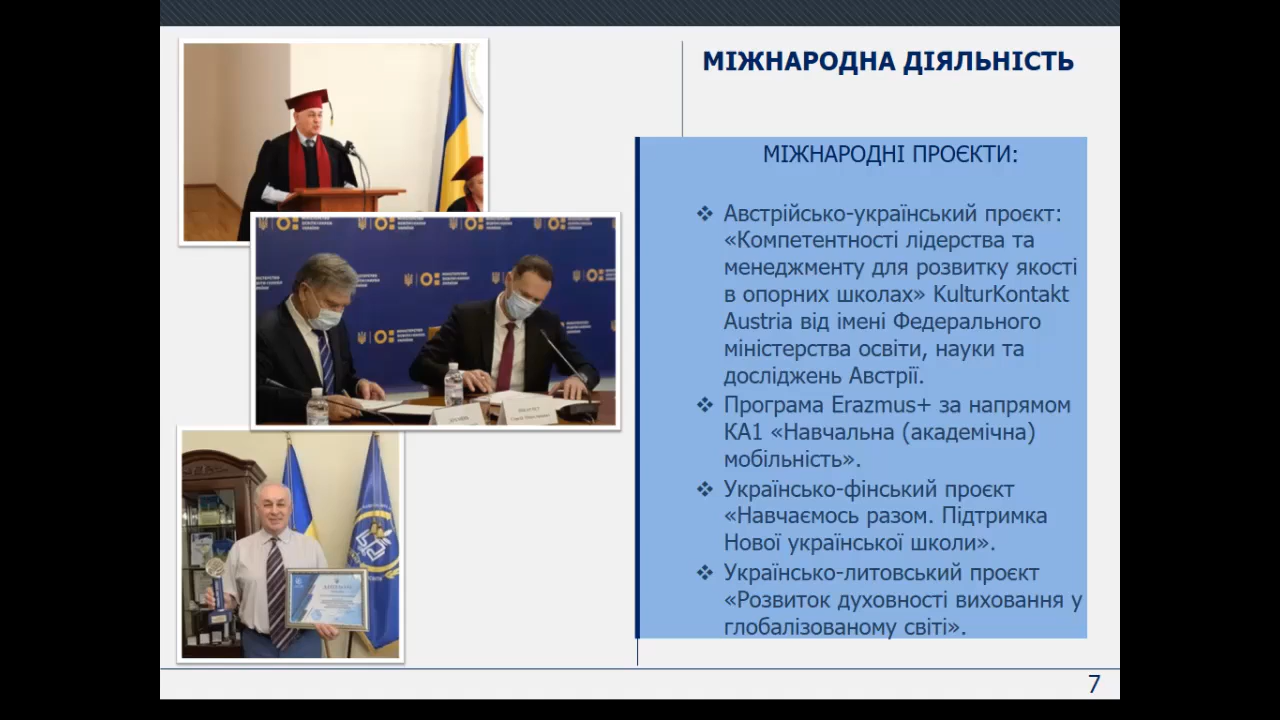 МІЖНАРОДНА ДІЯЛЬНІСТЬ
МІЖНАРОДНІ ПРОЄКТИ:
❖ Австрійсько-український проєкт:
«Компетентності лідерства та
менеджменту для розвитку якості
в опорних школах» KulturKontakt
Austria від імені Федерального
міністерства освіти, науки та
досліджень Австрії.
❖ Програма Erazmus+ за напрямом
КА1 «Навчальна (академічна)
мобільність».
❖ Українсько-фінський проєкт
«Навчаємось разом. Підтримка
Нової української школи».
❖ Українсько-литовський проєкт
«Розвиток духовності виховання у
глобалізованому світі».
7